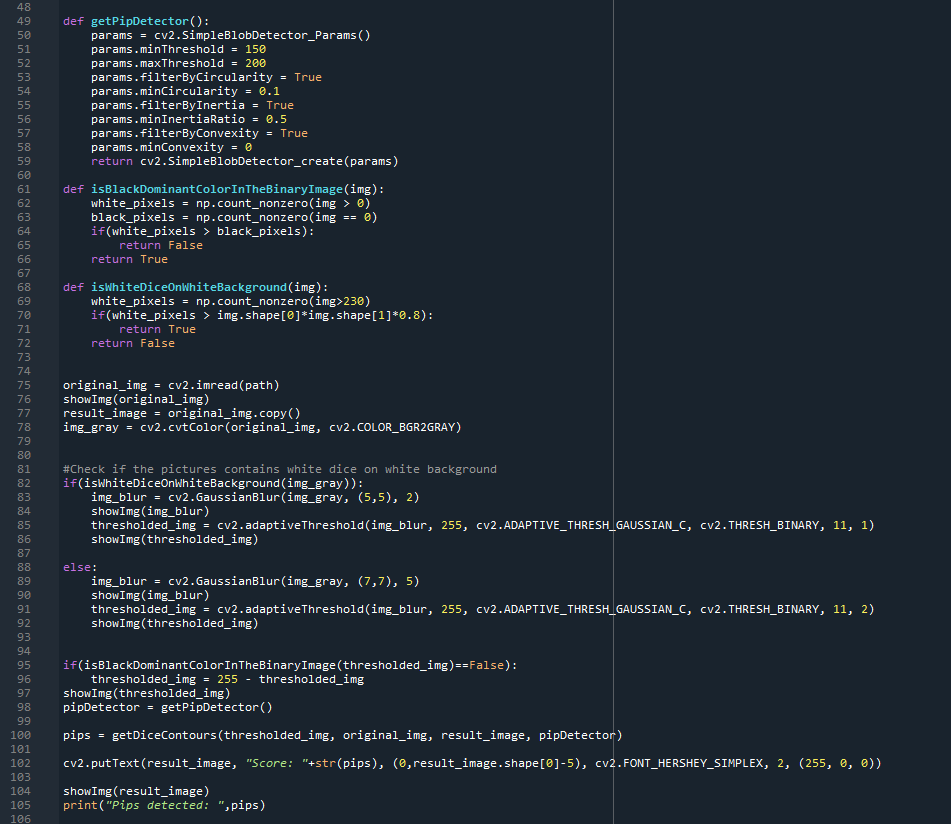 48
49 def getPipDetector():
50     params = cv2.SimpleBlobDetector_Params()
51     params.minThreshold = 150
52     params.maxThreshold = 200
53     params.filterByCircularity = True
54     params.minCircularity = 0.1
55     params.filterByInertia = True
56     params.minInertiaRatio = 0.5
57     params.filterByConvexity = True
58     params.minConvexity = 0
59     return cv2.SimpleBlobDetector_create(params)
60
61 def isBlackDominantColorInTheBinaryImage(img):
62     white_pixels = np.count_nonzero(img > 0)
63     black_pixels = np.count_nonzero(img == 0)
64     if(white_pixels > black_pixels):
65         return False
66     return True
67
68 def isWhiteDiceOnWhiteBackground(img):
69     white_pixels = np.count_nonzero(img>230)
70     if(white_pixels > img.shape[0]*img.shape[1]*0.8):
71         return True
72     return False
73
74
75 original_img = cv2.imread(path)
76 showImg(original_img)
77 result_image = original_img.copy()
78 img_gray = cv2.cvtColor(original_img, cv2.COLOR_BGR2GRAY)
79
80
81 #Check if the pictures contains white dice on white background
82 if(isWhiteDiceOnWhiteBackground(img_gray)):
83     img_blur = cv2.GaussianBlur(img_gray, (5,5), 2)
84     showImg(img_blur)
85     thresholded_img = cv2.adaptiveThreshold(img_blur, 255, cv2.ADAPTIVE_THRESH_GAUSSIAN_C, cv2.THRESH_BINARY, 11, 1)
86     showImg(thresholded_img)
87
88 else:
89     img_blur = cv2.GaussianBlur(img_gray, (7,7), 5)
90     showImg(img_blur)
91     thresholded_img = cv2.adaptiveThreshold(img_blur, 255, cv2.ADAPTIVE_THRESH_GAUSSIAN_C, cv2.THRESH_BINARY, 11, 2)
92     showImg(thresholded_img)
93
94
95 if(isBlackDominantColorInTheBinaryImage(thresholded_img)==False):
96     thresholded_img = 255 - thresholded_img
97 showImg(thresholded_img)
98 pipDetector = getPipDetector()
99
100 pips = getDiceContours(thresholded_img, original_img, result_image, pipDetector)
101
102 cv2.putText(result_image, "Score: "+str(pips), (0,result_image.shape[0]-5), cv2.FONT_HERSHEY_SIMPLEX, 2, (255, 0, 0))
103
104 showImg(result_image)
105 print("Pips detected: ",pips)
106